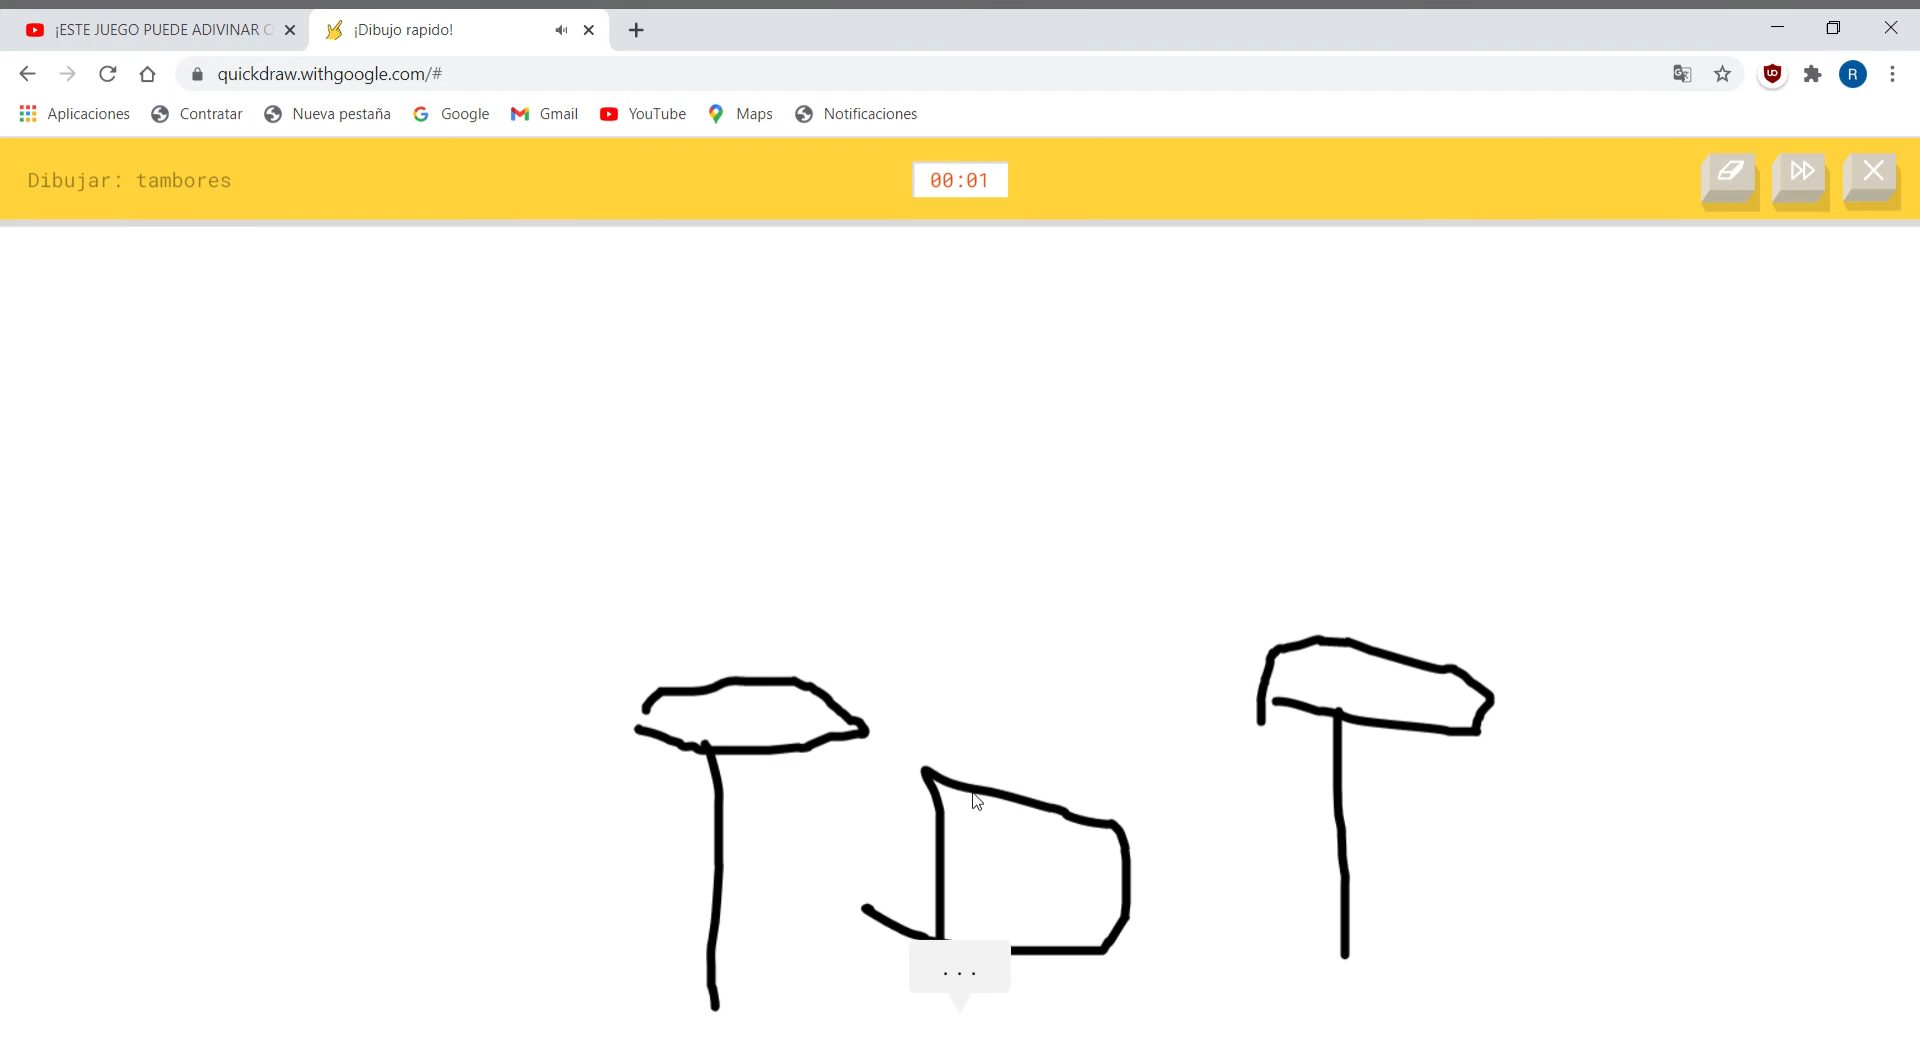 ¡ESTE JUEGO PUEDE ADIVINAR
¡Dibujo rapido!
quickdraw.withgoogle.com/#
R
Aplicaciones
Contratar
Nueva pestaña
Google
Gmail
YouTube
Maps
Notificaciones
Dibujar: tambores
00:01
...